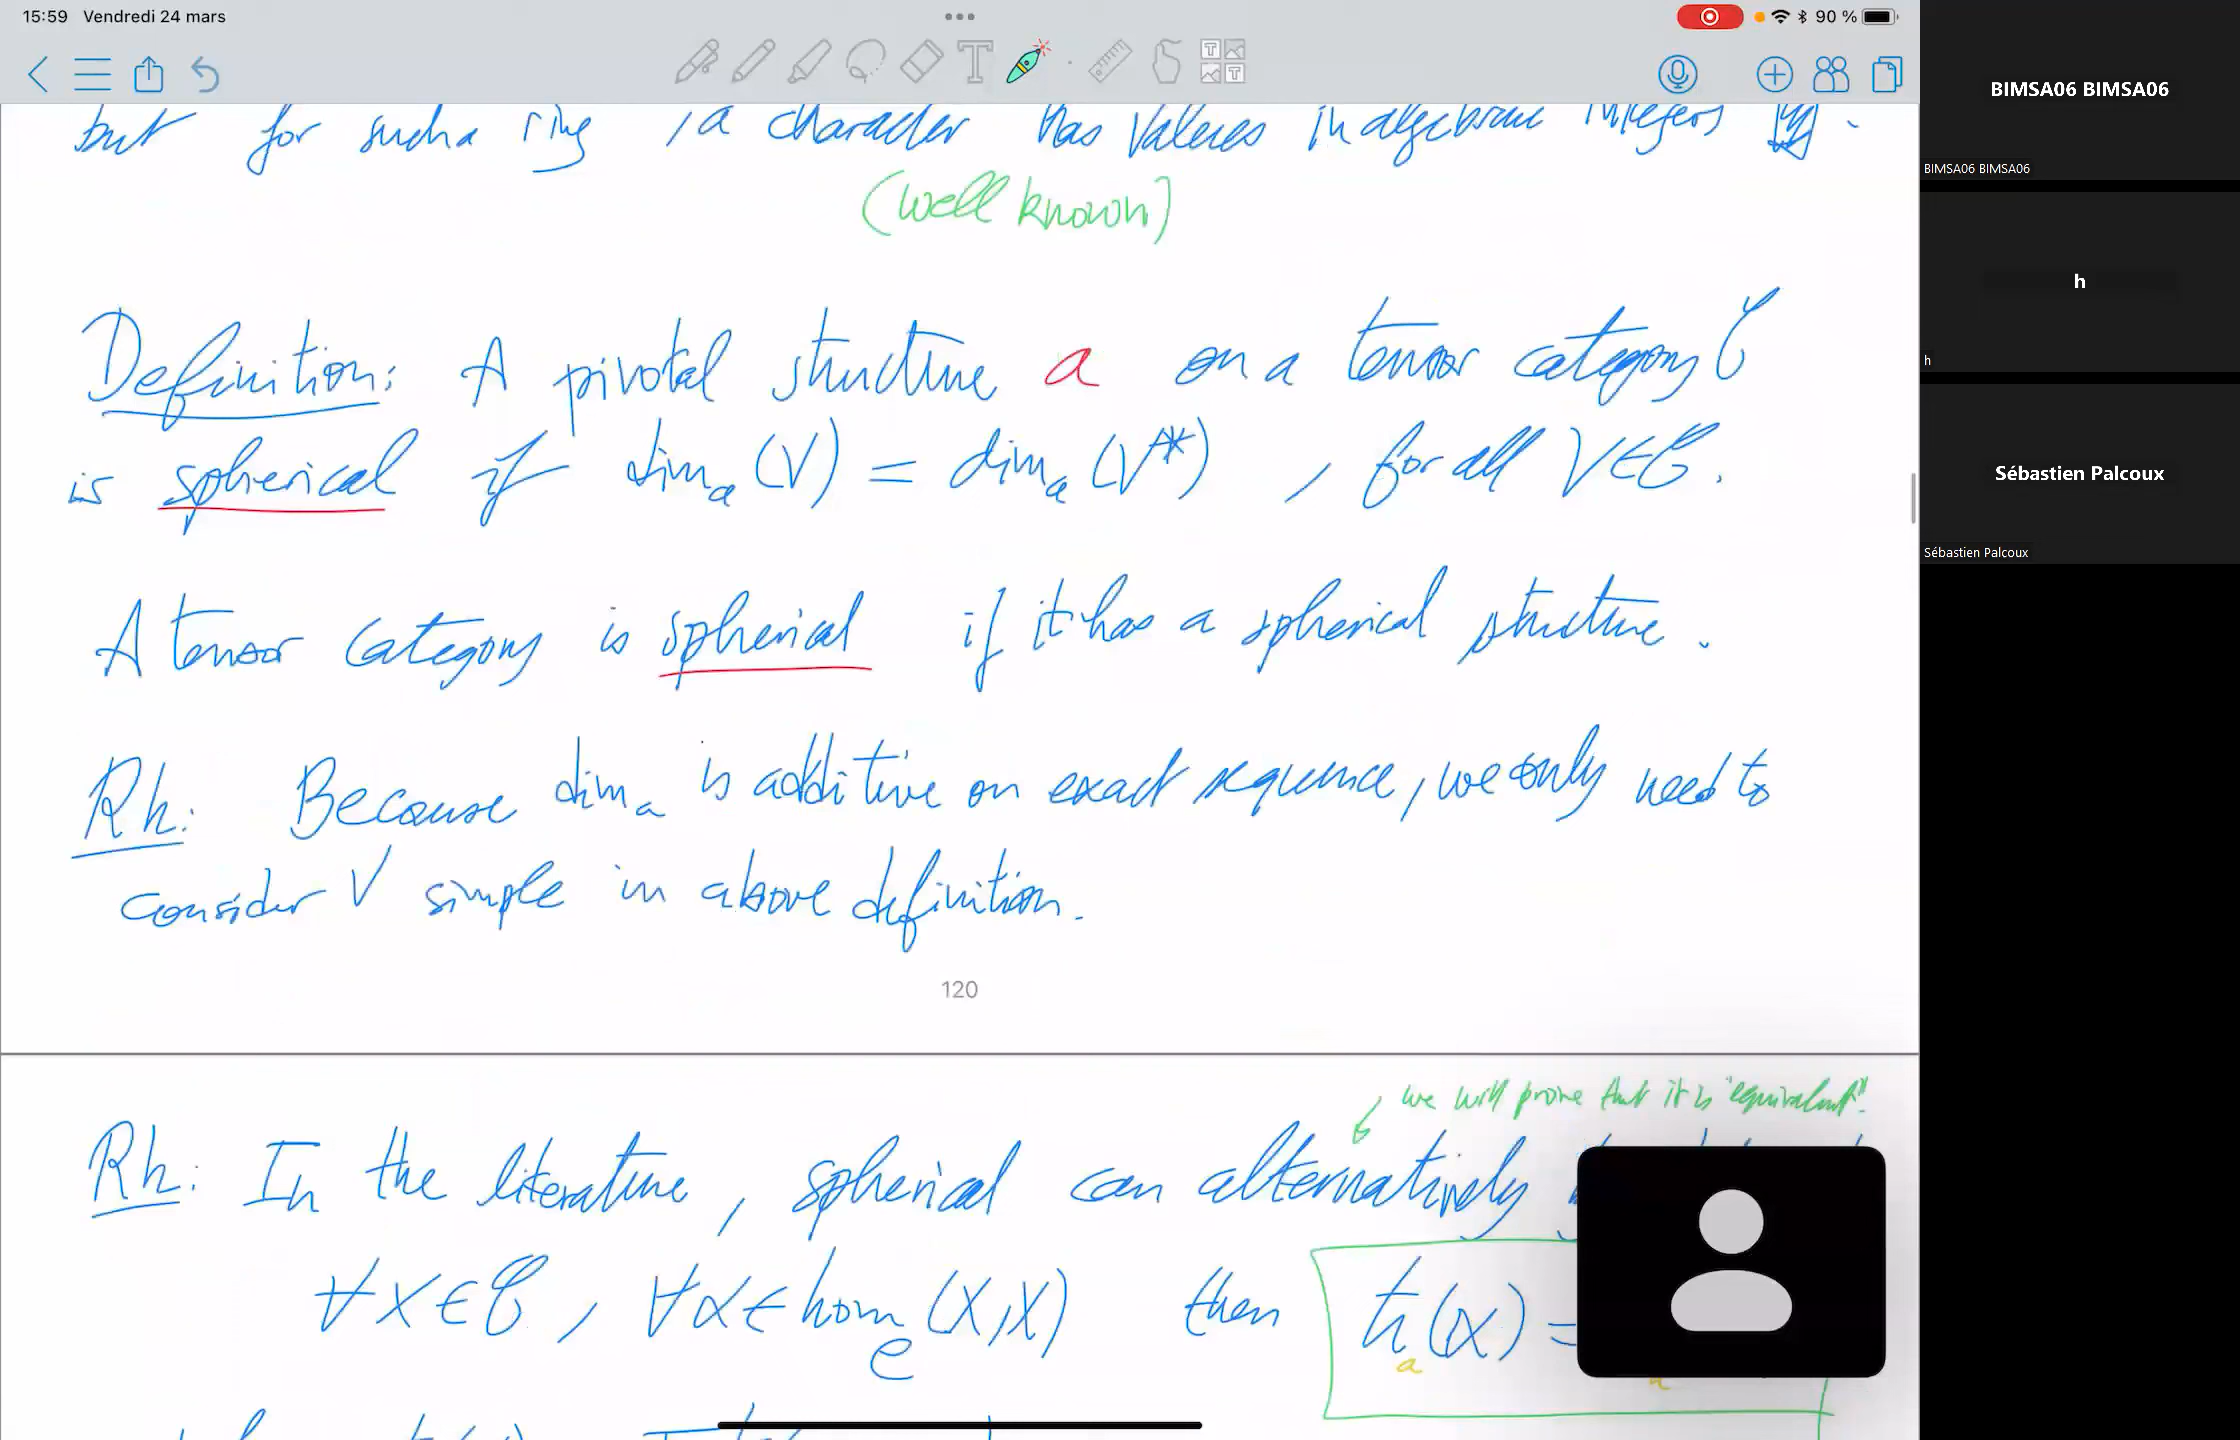 15:59 Vendredi 24 mars
90 %
but for such a ring , a character has values in algebraic integers
(well known)
Definition: A pivotal structure a on a tensor category C
is spherical if dim_a (V) = dim_a (V*) , for all V ∈ C.
A tensor category is spherical if it has a spherical structure.
Rk: Because dim_a is additive on exact sequence, we only need to
consider V simple in above definition.
120
we will prove that it is "equivalent".
Rk: In the literature, spherical can alternatively
∀X ∈ C, ∀α ∈ hom_C (X,X) then tr_a(α) =
BIMSA06 BIMSA06
BIMSA06 BIMSA06
h
h
Sébastien Palcoux
Sébastien Palcoux